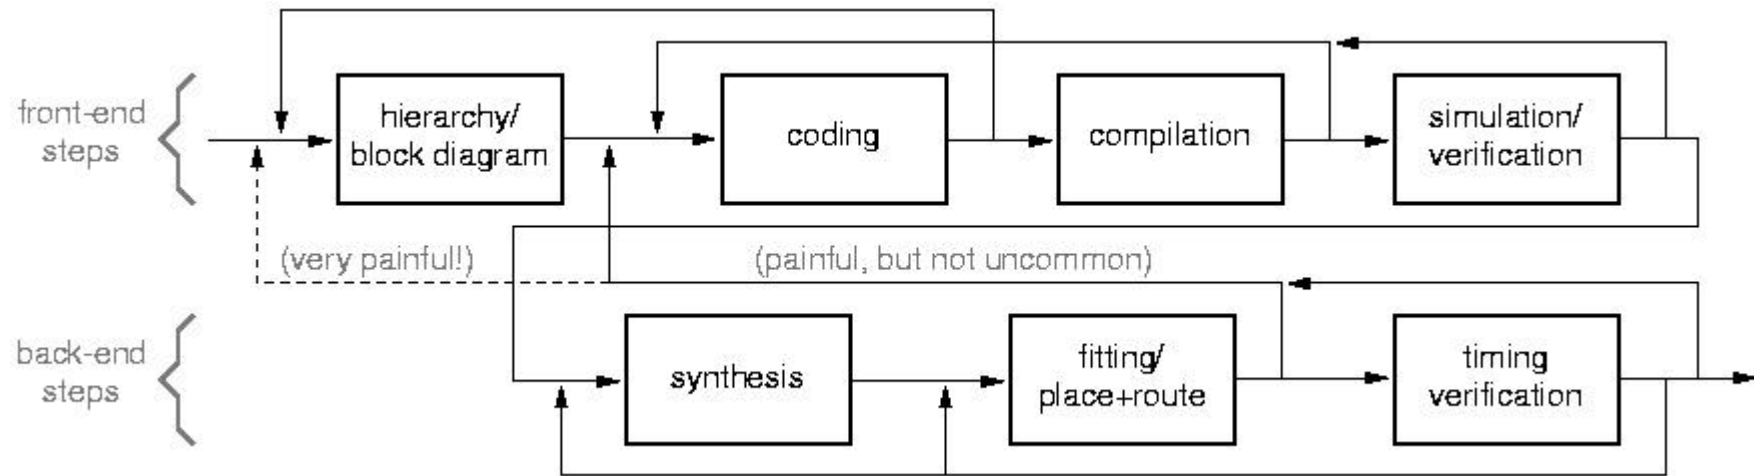 front-end
steps
hierarchy/
block diagram
coding
compilation
simulation/
verification
(very painful!)
(painful, but not uncommon)
back-end
steps
synthesis
fitting/
place+route
timing
verification